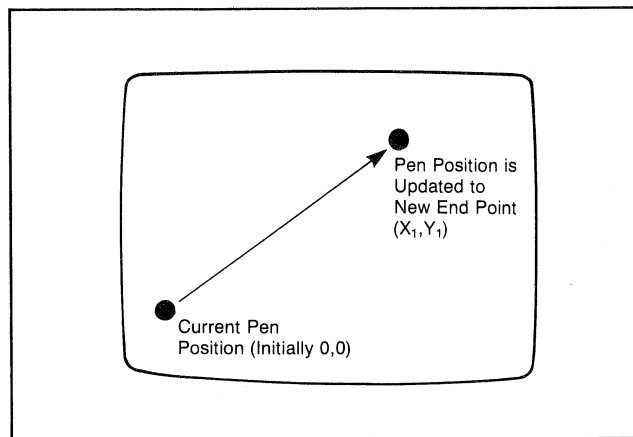 Pen Position is
Updated to
New End Point
(X₁,Y₁)
Current Pen
Position (Initially 0,0)